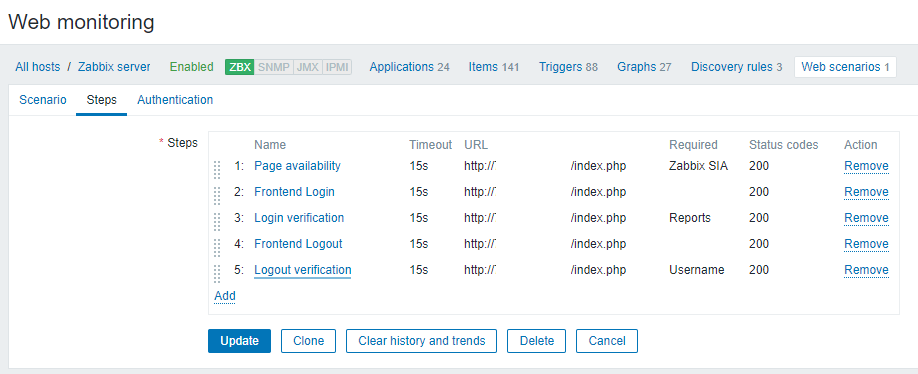 Web monitoring
All hosts / Zabbix server Enabled ZBX SNMP JMX IPMI Applications 24 Items 141 Triggers 88 Graphs 27 Discovery rules 3 Web scenarios 1
Scenario Steps Authentication
* Steps Name Timeout URL Required Status codes Action
1: Page availability 15s http:// /index.php Zabbix SIA 200 Remove
2: Frontend Login 15s http:// /index.php 200 Remove
3: Login verification 15s http:// /index.php Reports 200 Remove
4: Frontend Logout 15s http:// /index.php 200 Remove
5: Logout verification 15s http:// /index.php Username 200 Remove
Add
Update Clone Clear history and trends Delete Cancel